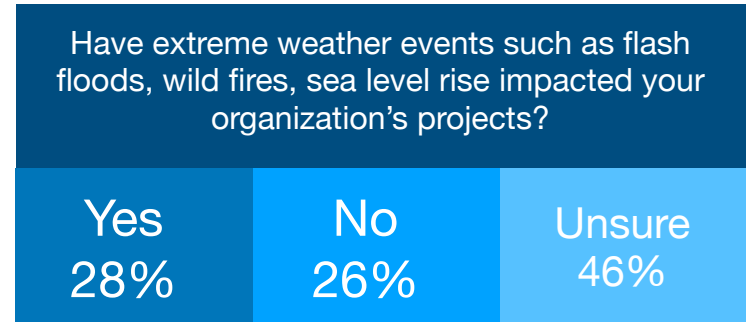 Have extreme weather events such as flash
floods, wild fires, sea level rise impacted your
organization’s projects?
Yes
28%
No
26%
Unsure
46%